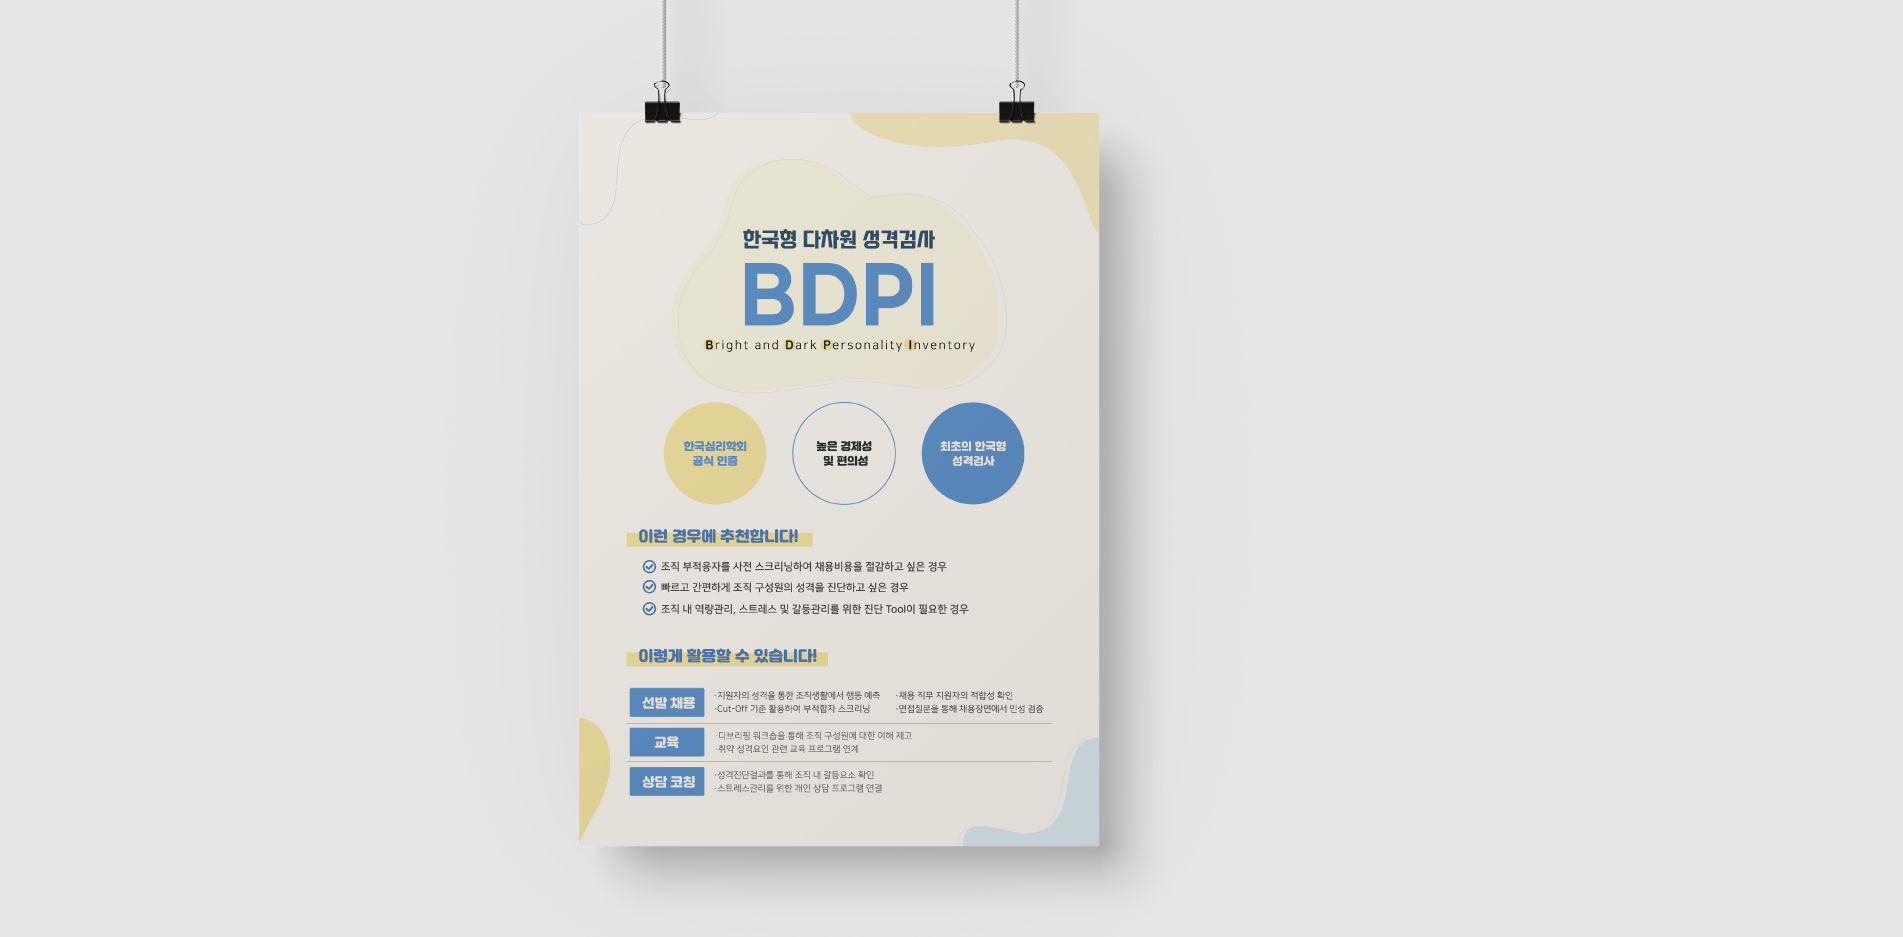 한국형 다차원 성격검사
BDPI
Bright and Dark Personality Inventory
한국심리학회
공식 인증
높은 경제성
및 편의성
최초의 한국형
성격검사
이런 경우에 추천합니다!
조직 부적응자를 사전 스크리닝하여 채용비용을 절감하고 싶은 경우
빠르고 간편하게 조직 구성원의 성격을 진단하고 싶은 경우
조직 내 역량관리, 스트레스 및 갈등관리를 위한 진단 Tool이 필요한 경우
이렇게 활용할 수 있습니다!
선발 채용
·지원자의 성격을 통한 조직생활에서 행동 예측
·Cut-Off 기준 활용하여 부적합자 스크리닝
·채용 직무 지원자의 적합성 확인
·면접질문을 통해 채용장면에서 인성 검증
교육
·디브리핑 워크숍을 통해 조직 구성원에 대한 이해 제고
·취약 성격요인 관련 교육 프로그램 연계
상담 코칭
·성격진단결과를 통해 조직 내 갈등요소 확인
·스트레스관리를 위한 개인 상담 프로그램 연결